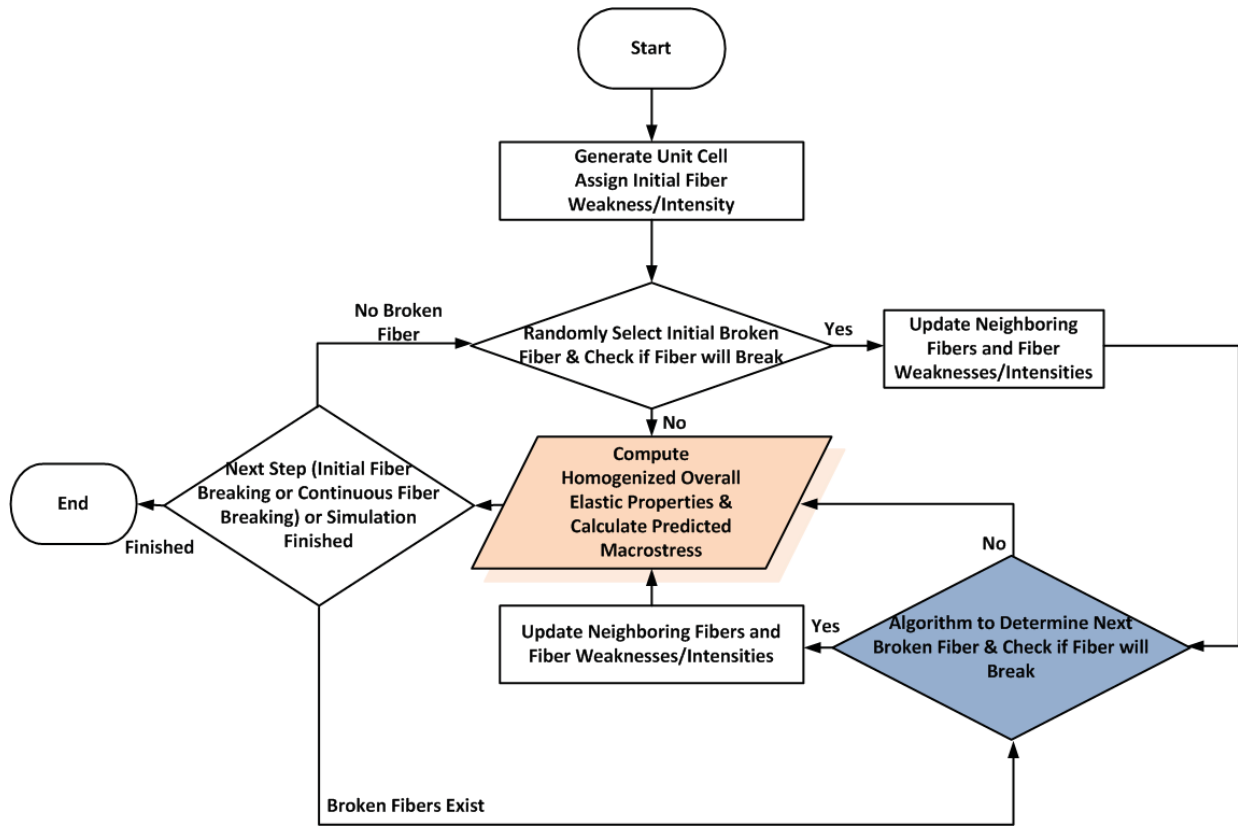 Start
Generate Unit Cell
Assign Initial Fiber
Weakness/Intensity
No Broken
Fiber
Randomly Select Initial Broken
Fiber & Check if Fiber will Break
Yes
Update Neighboring
Fibers and Fiber
Weaknesses/Intensities
No
Compute
Homogenized Overall
Elastic Properties &
Calculate Predicted
Macrostress
Next Step (Initial Fiber
Breaking or Continuous Fiber
Breaking) or Simulation
Finished
End
Finished
No
Update Neighboring Fibers and
Fiber Weaknesses/Intensities
Yes
Algorithm to Determine Next
Broken Fiber & Check if Fiber will
Break
Broken Fibers Exist